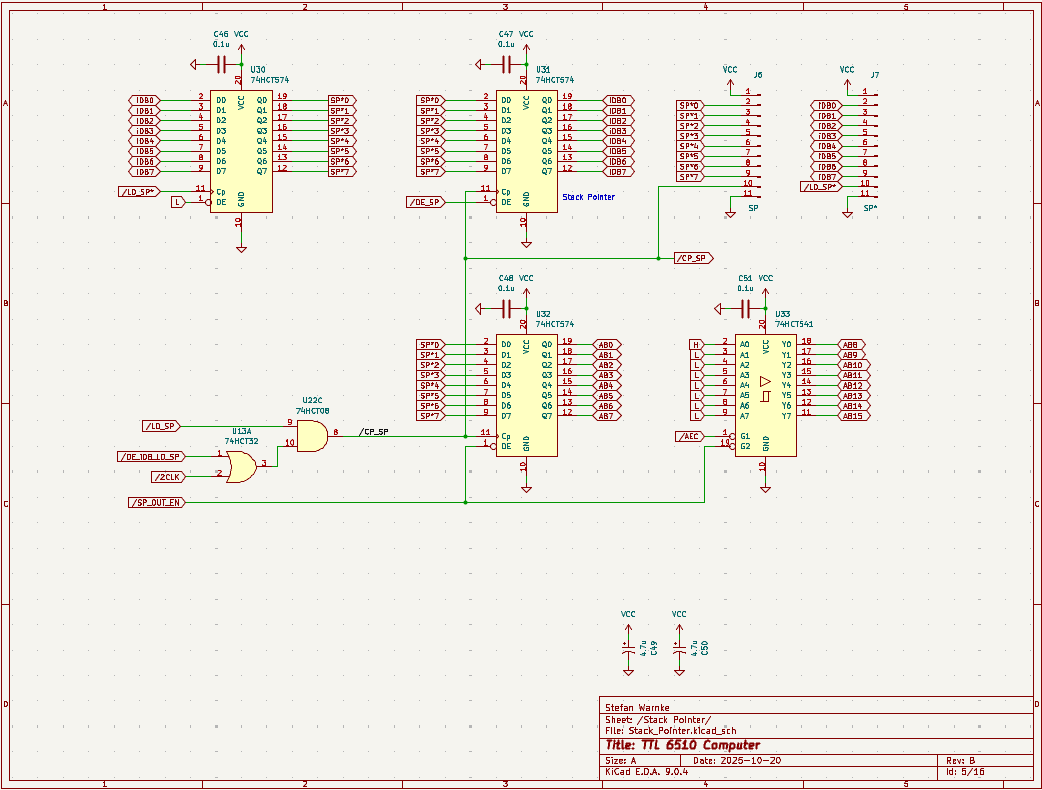 1 2 3 4 5
A
B
C
D
C46 VCC
0.1u
U30
74HCT574
20
VCC
IDB0 2 D0 Q0 19 SP*0
IDB1 3 D1 Q1 18 SP*1
IDB2 4 D2 Q2 17 SP*2
IDB3 5 D3 Q3 16 SP*3
IDB4 6 D4 Q4 15 SP*4
IDB5 7 D5 Q5 14 SP*5
IDB6 8 D6 Q6 13 SP*6
IDB7 9 D7 Q7 12 SP*7
/LD_SP* 11 Cp
L 1 OE
GND
10
C47 VCC
0.1u
U31
74HCT574
20
VCC
SP*0 2 D0 Q0 19 IDB0
SP*1 3 D1 Q1 18 IDB1
SP*2 4 D2 Q2 17 IDB2
SP*3 5 D3 Q3 16 IDB3
SP*4 6 D4 Q4 15 IDB4
SP*5 7 D5 Q5 14 IDB5
SP*6 8 D6 Q6 13 IDB6
SP*7 9 D7 Q7 12 IDB7
11 Cp
/OE_SP 1 OE
GND
10
Stack Pointer
VCC J6
1
SP*0 2
SP*1 3
SP*2 4
SP*3 5
SP*4 6
SP*5 7
SP*6 8
SP*7 9
10
11
SP
VCC J7
1
IDB0 2
IDB1 3
IDB2 4
IDB3 5
IDB4 6
IDB5 7
IDB6 8
IDB7 9
/LD_SP* 10
11
SP*
/CP_SP
C48 VCC
0.1u
U32
74HCT574
20
VCC
SP*0 2 D0 Q0 19 AB0
SP*1 3 D1 Q1 18 AB1
SP*2 4 D2 Q2 17 AB2
SP*3 5 D3 Q3 16 AB3
SP*4 6 D4 Q4 15 AB4
SP*5 7 D5 Q5 14 AB5
SP*6 8 D6 Q6 13 AB6
SP*7 9 D7 Q7 12 AB7
11 Cp
1 OE
GND
10
C51 VCC
0.1u
U33
74HCT541
20
VCC
H 2 A0 Y0 18 AB8
L 3 A1 Y1 17 AB9
L 4 A2 Y2 16 AB10
L 5 A3 Y3 15 AB11
L 6 A4 Y4 14 AB12
L 7 A5 Y5 13 AB13
L 8 A6 Y6 12 AB14
L 9 A7 Y7 11 AB15
/AEC 1 G1
19 G2
GND
10
U22C
74HCT08
/LD_SP 9
10
8 /CP_SP
U13A
74HCT32
/OE_IDB_LD_SP 1
/2CLK 2
3
/SP_OUT_EN
VCC VCC
4.7u C49
4.7u C50
Stefan Warnke
Sheet: /Stack Pointer/
File: Stack_Pointer.kicad_sch
Title: TTL 6510 Computer
Size: A Date: 2026-10-20 Rev: B
KiCad E.D.A. 9.0.4 Id: 5/16
A
B
C
D
1 2 3 4 5